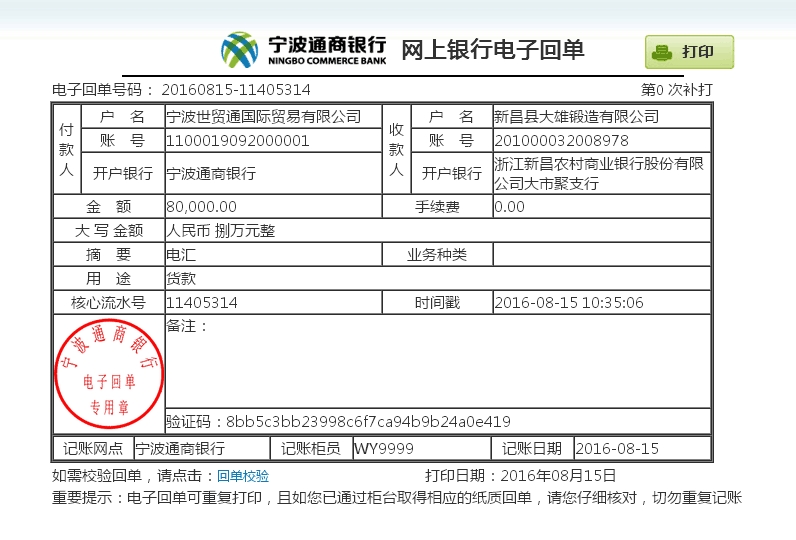 宁波通商银行 网上银行电子回单 打印
NINGBO COMMERCE BANK
电子回单号码： 20160815-11405314 第0 次补打
付款人 户 名 宁波世贸通国际贸易有限公司 收款人 户 名 新昌县大雄锻造有限公司
账 号 1100019092000001 账 号 201000032008978
开户银行 宁波通商银行 开户银行 浙江新昌农村商业银行股份有限
公司大市聚支行
金 额 80,000.00 手续费 0.00
大 写 金额 人民币 捌万元整
摘 要 电汇 业务种类
用 途 货款
核心流水号 11405314 时间戳 2016-08-15 10:35:06
备注：
宁波通商银行
电子回单
专用章
验证码：8bb5c3bb23998c6f7ca94b9b24a0e419
记账网点 宁波通商银行 记账柜员 WY9999 记账日期 2016-08-15
如需校验回单，请点击：回单校验 打印日期：2016年08月15日
重要提示：电子回单可重复打印，且如您已通过柜台取得相应的纸质回单，请您仔细核对，切勿重复记账